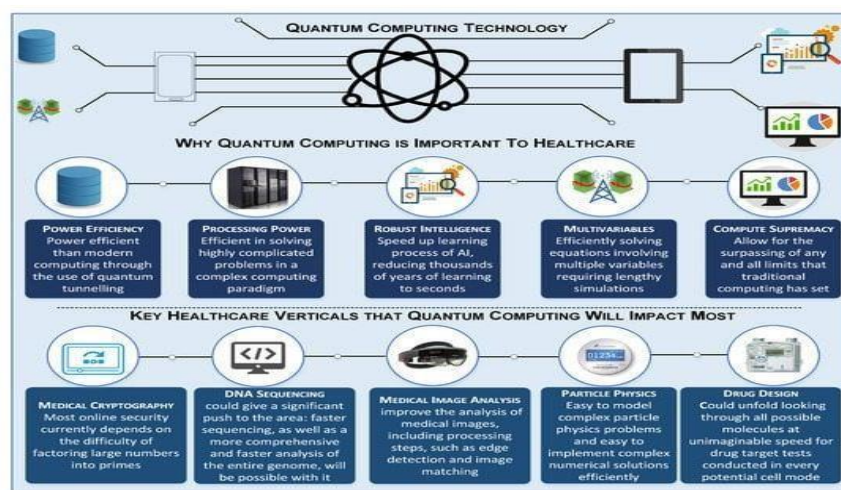 QUANTUM COMPUTING TECHNOLOGY
WHY QUANTUM COMPUTING IS IMPORTANT TO HEALTHCARE
POWER EFFICIENCY
Power efficient
than modern
computing through
the use of quantum
tunnelling
PROCESSING POWER
Efficient in solving
highly complicated
problems in a
complex computing
paradigm
ROBUST INTELLIGENCE
Speed up learning
process of AI,
reducing thousands
of years of learning
to seconds
MULTIVARIABLES
Efficiently solving
equations involving
multiple variables
requiring lengthy
simulations
COMPUTE SUPREMACY
Allow for the
surpassing of any
and all limits that
traditional
computing has set
KEY HEALTHCARE VERTICALS THAT QUANTUM COMPUTING WILL IMPACT MOST
</>
01234
MEDICAL CRYPTOGRAPHY
Most online security
currently depends on
the difficulty of
factoring large numbers
into primes
DNA SEQUENCING
could give a significant
push to the area: faster
sequencing, as well as a
more comprehensive
and faster analysis of
the entire genome, will
be possible with it
MEDICAL IMAGE ANALYSIS
improve the analysis of
medical images,
including processing
steps, such as edge
detection and image
matching
PARTICLE PHYSICS
Easy to model
complex particle
physics problems
and easy to
implement complex
numerical solutions
efficiently
DRUG DESIGN
Could unfold looking
through all possible
molecules at
unimaginable speed for
drug target tests
conducted in every
potential cell mode